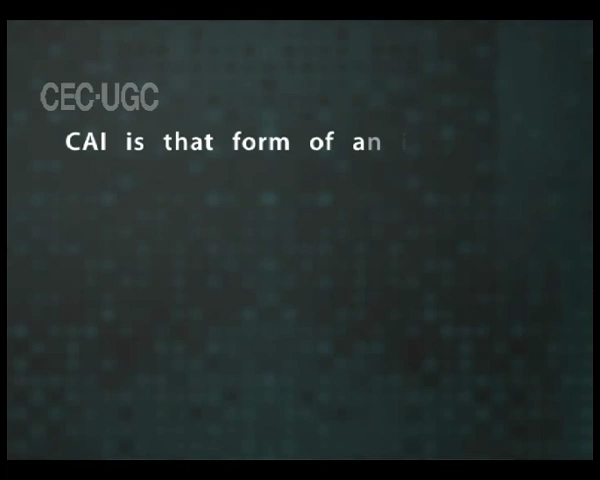 CEC-UGC
CAI is that form of an